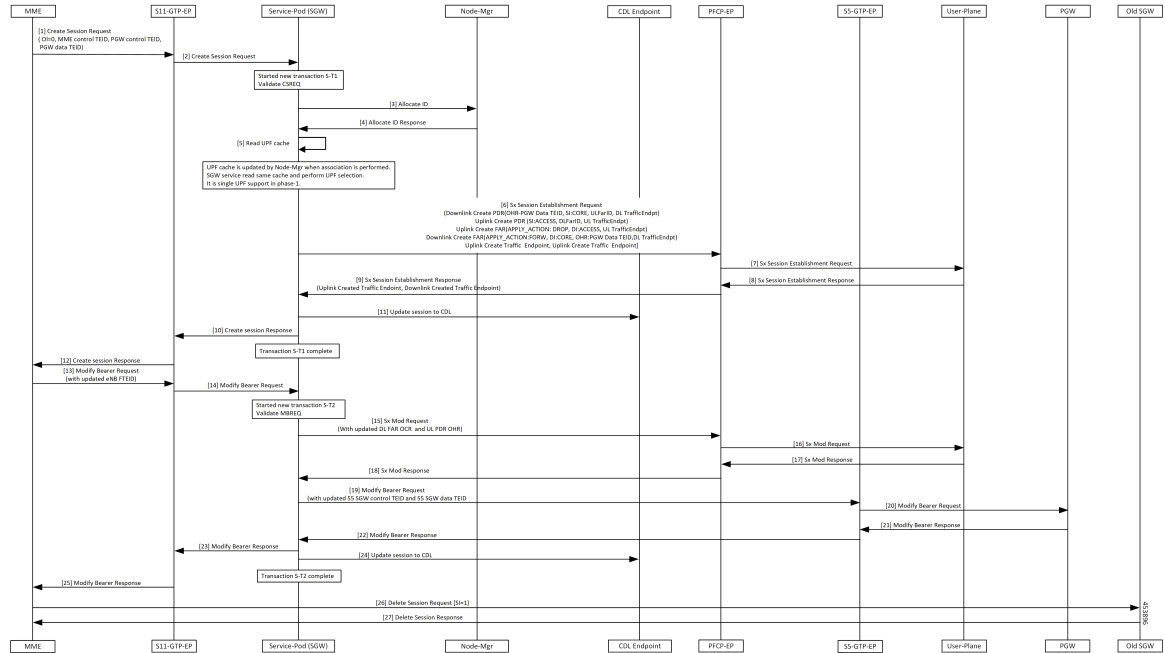 MME
S11-GTP-EP
Service-Pod (SGW)
Node-Mgr
CDL Endpoint
PFCP-EP
S5-GTP-EP
User-Plane
PGW
Old SGW
[1] Create Session Request
( OI=0, MME control TEID, PGW control TEID,
PGW data TEID)
[2] Create Session Request
Started new transaction S-T1
Validate CSREQ
[3] Allocate ID
[4] Allocate ID Response
[5] Read UPF cache
UPF cache is updated by Node-Mgr when association is performed.
SGW service read same cache and perform UPF selection.
It is single UPF support in phase-1.
[6] Sx Session Establishment Request
(Downlink Create PDR(OHR-PGW Data TEID, SI:CORE, ULFarID, DL TrafficEndpt)
Uplink Create PDR (SI:ACCESS, DLFarID, UL TrafficEndpt)
Uplink Create FAR(APPLY_ACTION: DROP, DI:ACCESS, UL TrafficEndpt)
Downlink Create FAR(APPLY_ACTION:FORW, DI:CORE, OHR:PGW Data TEID,DL TrafficEndpt)
Uplink Create Traffic Endpoint, Uplink Create Traffic Endpoint]
[7] Sx Session Establishment Request
[8] Sx Session Establishment Response
[9] Sx Session Establishment Response
(Uplink Created Traffic Endoint, Downlink Created Traffic Endpoint)
[11] Update session to CDL
[10] Create session Response
Transaction S-T1 complete
[12] Create session Response
[13] Modify Bearer Request
(with updated eNB FTEID)
[14] Modify Bearer Request
Started new transaction S-T2
Validate MBREQ
[15] Sx Mod Request
(With updated DL FAR OCR and UL PDR OHR)
[16] Sx Mod Request
[17] Sx Mod Response
[18] Sx Mod Response
[19] Modify Bearer Request
(with updated S5 SGW control TEID and S5 SGW data TEID
[20] Modify Bearer Request
[21] Modify Bearer Response
[22] Modify Bearer Response
[23] Modify Bearer Response
[24] Update session to CDL
Transaction S-T2 complete
[25] Modify Bearer Response
[26] Delete Session Request [SI=1]
[27] Delete Session Response
453896
MME
S11-GTP-EP
Service-Pod (SGW)
Node-Mgr
CDL Endpoint
PFCP-EP
S5-GTP-EP
User-Plane
PGW
Old SGW